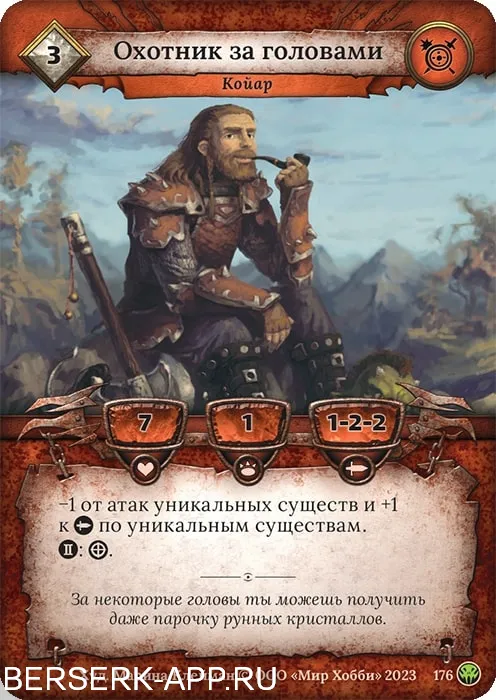 3
Охотник за головами
Койар
7
1
1-2-2
−1 от атак уникальных существ и +1
к по уникальным существам.
II: .
За некоторые головы ты можешь получить
даже парочку рунных кристаллов.
ООО «Мир Хобби» 2023 176
BERSERK-APP.RU